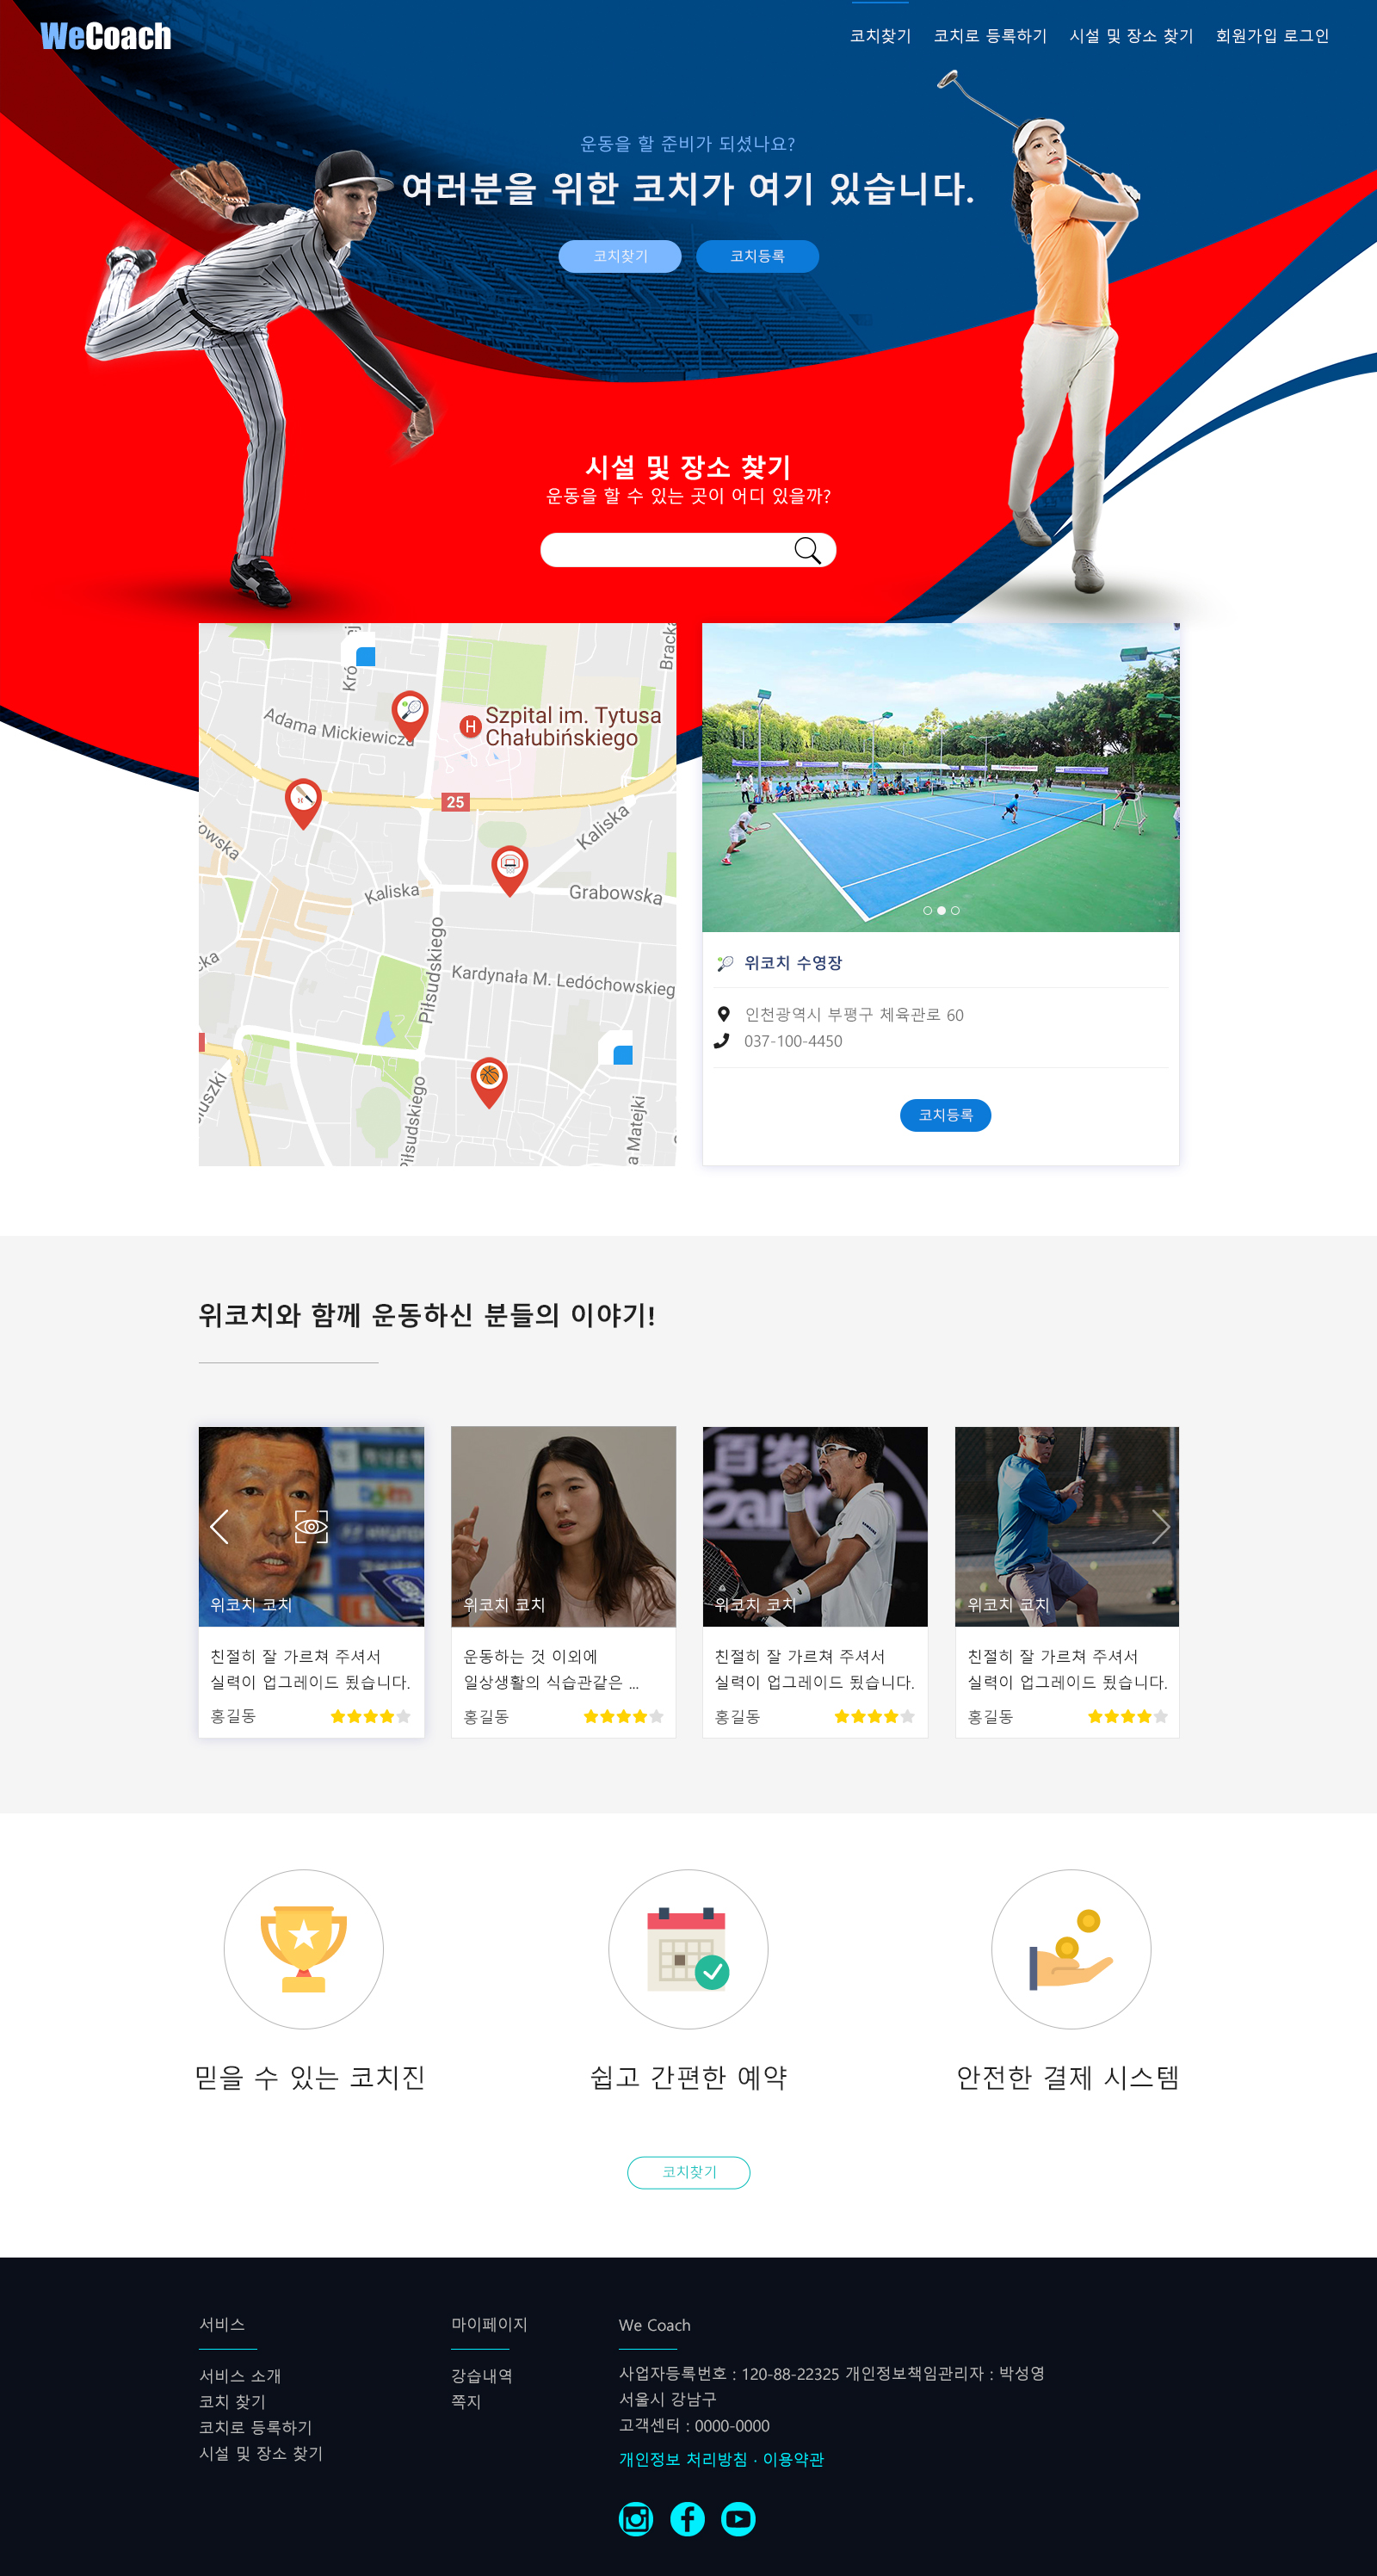 WeCoach
코치찾기 코치로 등록하기 시설 및 장소 찾기 회원가입 로그인
운동을 할 준비가 되셨나요?
여러분을 위한 코치가 여기 있습니다.
코치찾기 코치등록
시설 및 장소 찾기
운동을 할 수 있는 곳이 어디 있을까?
Bracka
Adama Mickiewicza
H Szpital im. Tytusa
Chałubińskiego
25
Kaliska
Kaliska
Grabowska
Piłsudskiego
Kardynała M. Ledóchowskieg
Piłsudskiego
a Matejki
위코치 수영장
인천광역시 부평구 체육관로 60
037-100-4450
코치등록
위코치와 함께 운동하신 분들의 이야기!
위코치 코치
친절히 잘 가르쳐 주셔서
실력이 업그레이드 됬습니다.
홍길동
위코치 코치
운동하는 것 이외에
일상생활의 식습관같은 ...
홍길동
위코치 코치
친절히 잘 가르쳐 주셔서
실력이 업그레이드 됬습니다.
홍길동
위코치 코치
친절히 잘 가르쳐 주셔서
실력이 업그레이드 됬습니다.
홍길동
믿을 수 있는 코치진
쉽고 간편한 예약
안전한 결제 시스템
코치찾기
서비스
서비스 소개
코치 찾기
코치로 등록하기
시설 및 장소 찾기
마이페이지
강습내역
쪽지
We Coach
사업자등록번호 : 120-88-22325 개인정보책임관리자 : 박성영
서울시 강남구
고객센터 : 0000-0000
개인정보 처리방침 · 이용약관